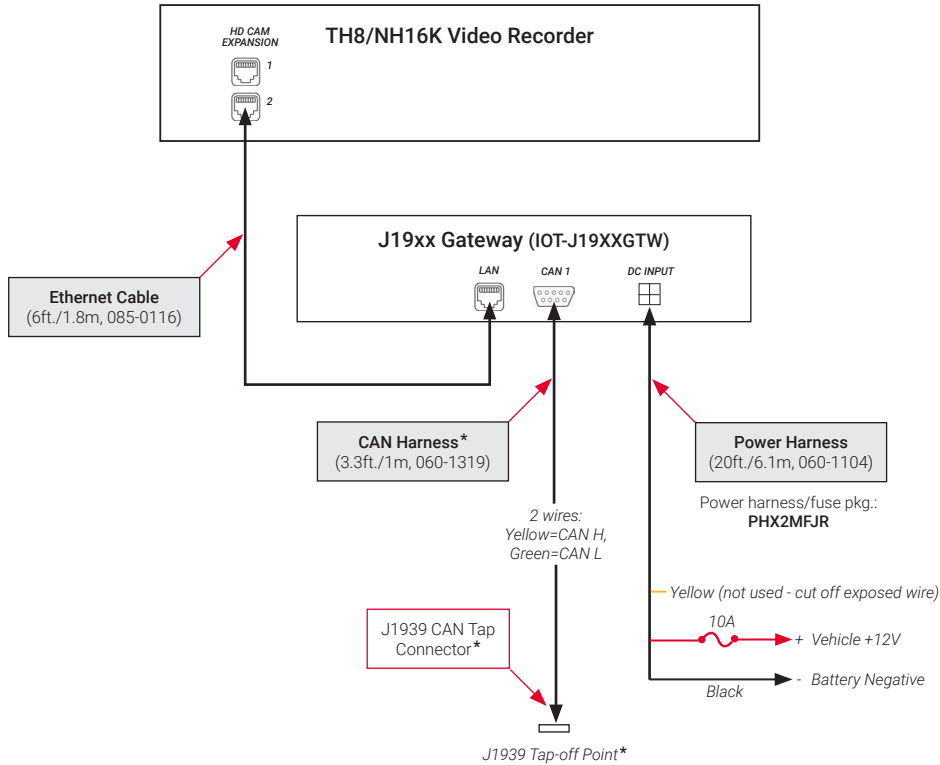 HD CAM
EXPANSION
TH8/NH16K Video Recorder
1
2
J19xx Gateway (IOT-J19XXGTW)
LAN
CAN 1
DC INPUT
Ethernet Cable
(6ft./1.8m, 085-0116)
CAN Harness*
(3.3ft./1m, 060-1319)
Power Harness
(20ft./6.1m, 060-1104)
Power harness/fuse pkg.:
PHX2MFJR
2 wires:
Yellow=CAN H,
Green=CAN L
Yellow (not used - cut off exposed wire)
10A
+ Vehicle +12V
J1939 CAN Tap
Connector*
- Battery Negative
Black
J1939 Tap-off Point*